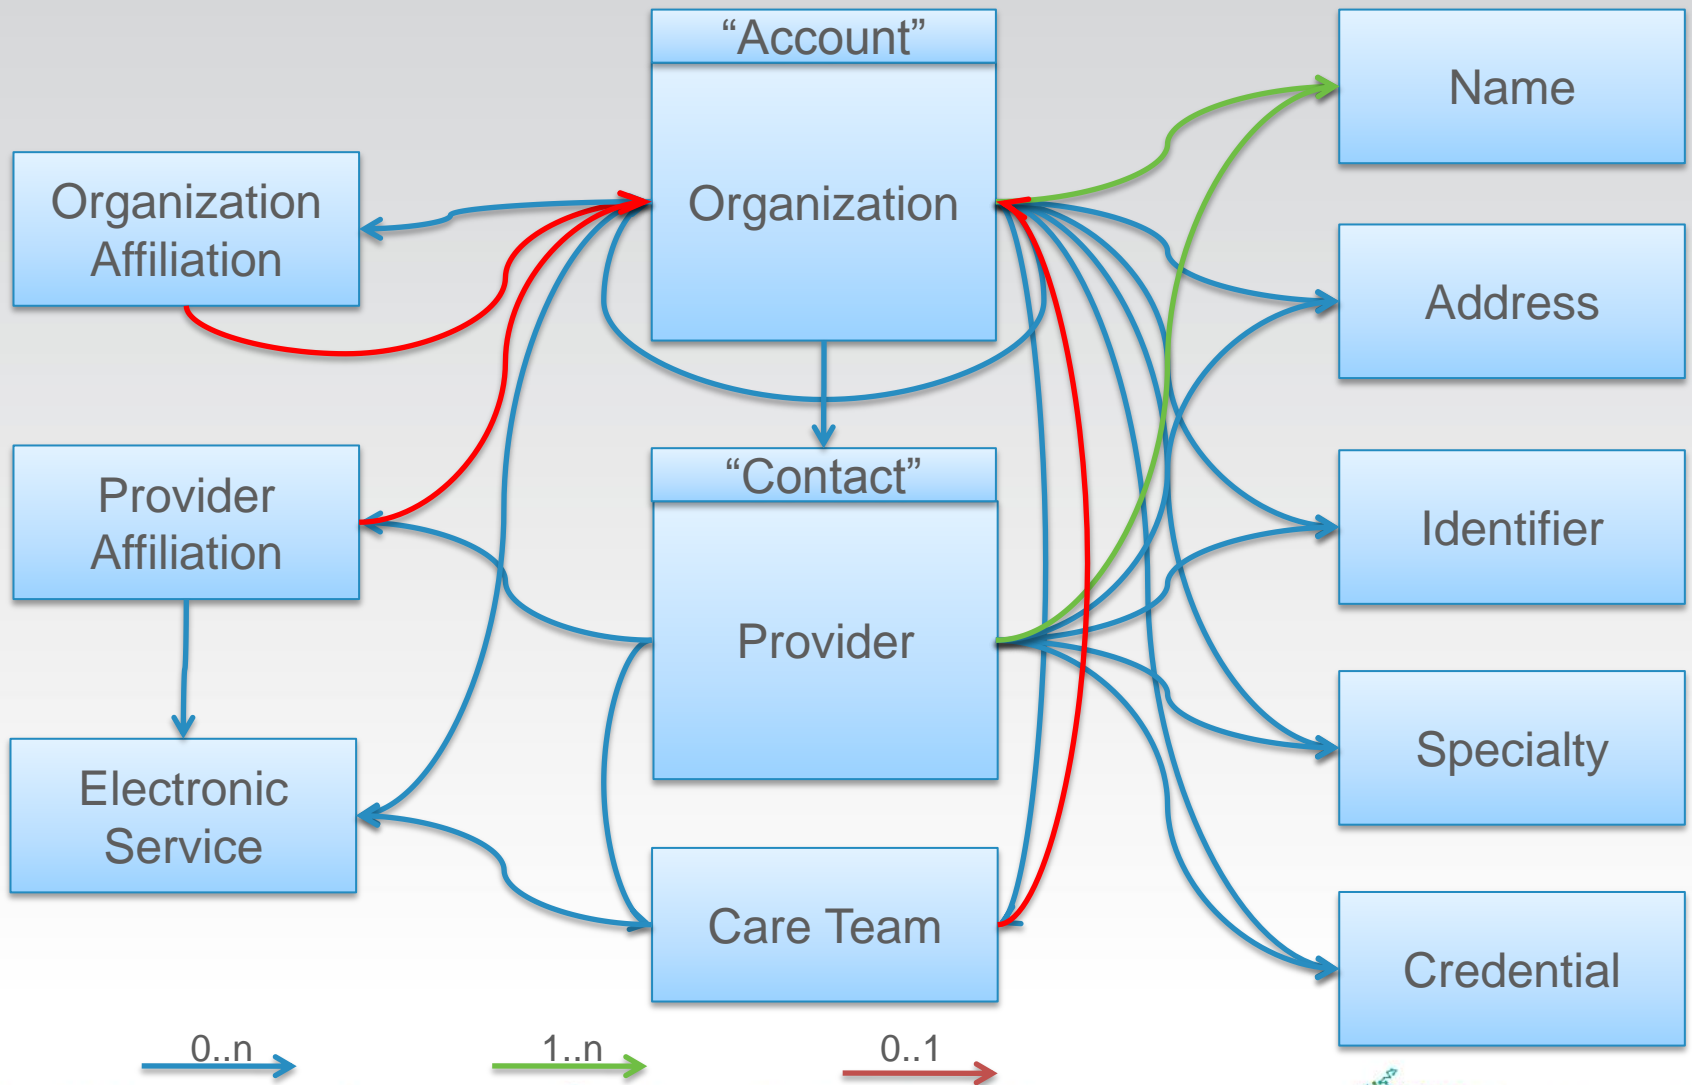 “Account”
Organization
Organization
Affiliation
Provider
Affiliation
Electronic
Service
“Contact”
Provider
Care Team
Name
Address
Identifier
Specialty
Credential
0..n
1..n
0..1